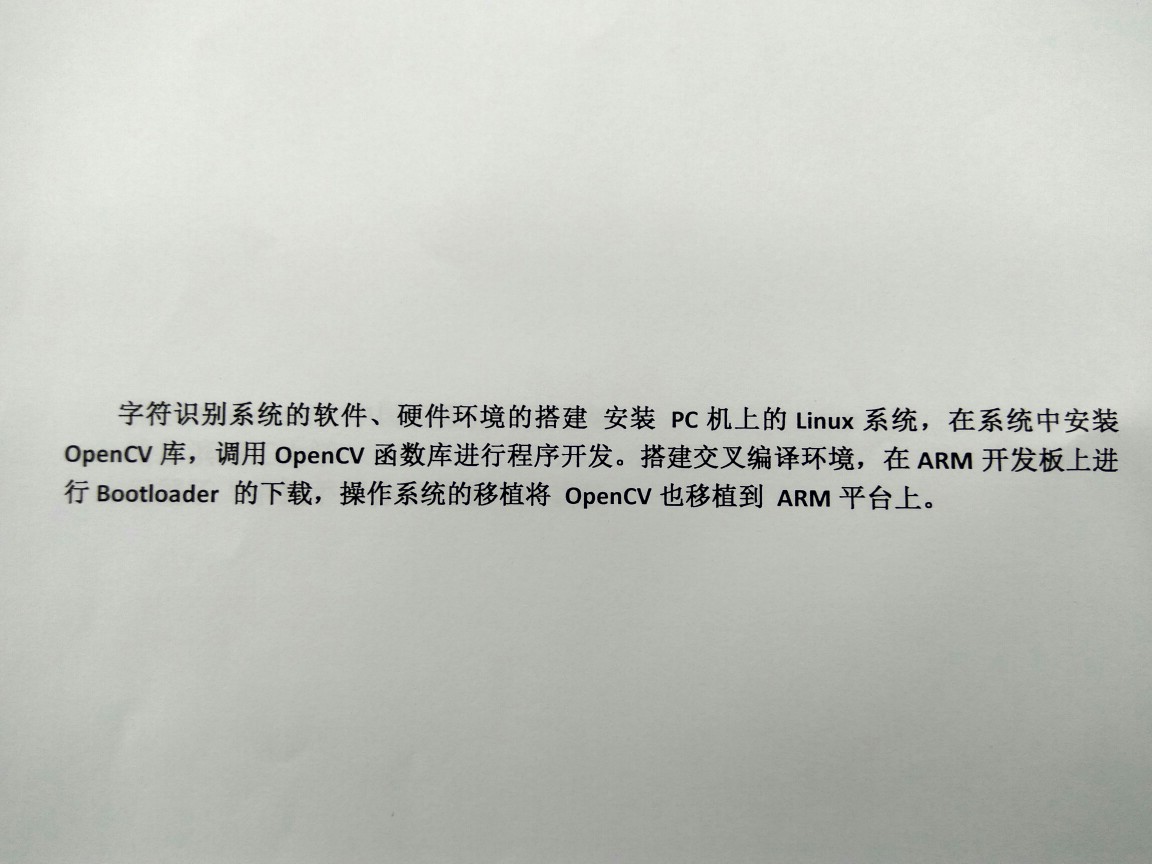 字符识别系统的软件、硬件环境的搭建 安装 PC 机上的 Linux 系统，在系统中安装
OpenCV 库，调用 OpenCV 函数库进行程序开发。搭建交叉编译环境，在 ARM 开发板上进
行 Bootloader 的下载，操作系统的移植将 OpenCV 也移植到 ARM 平台上。